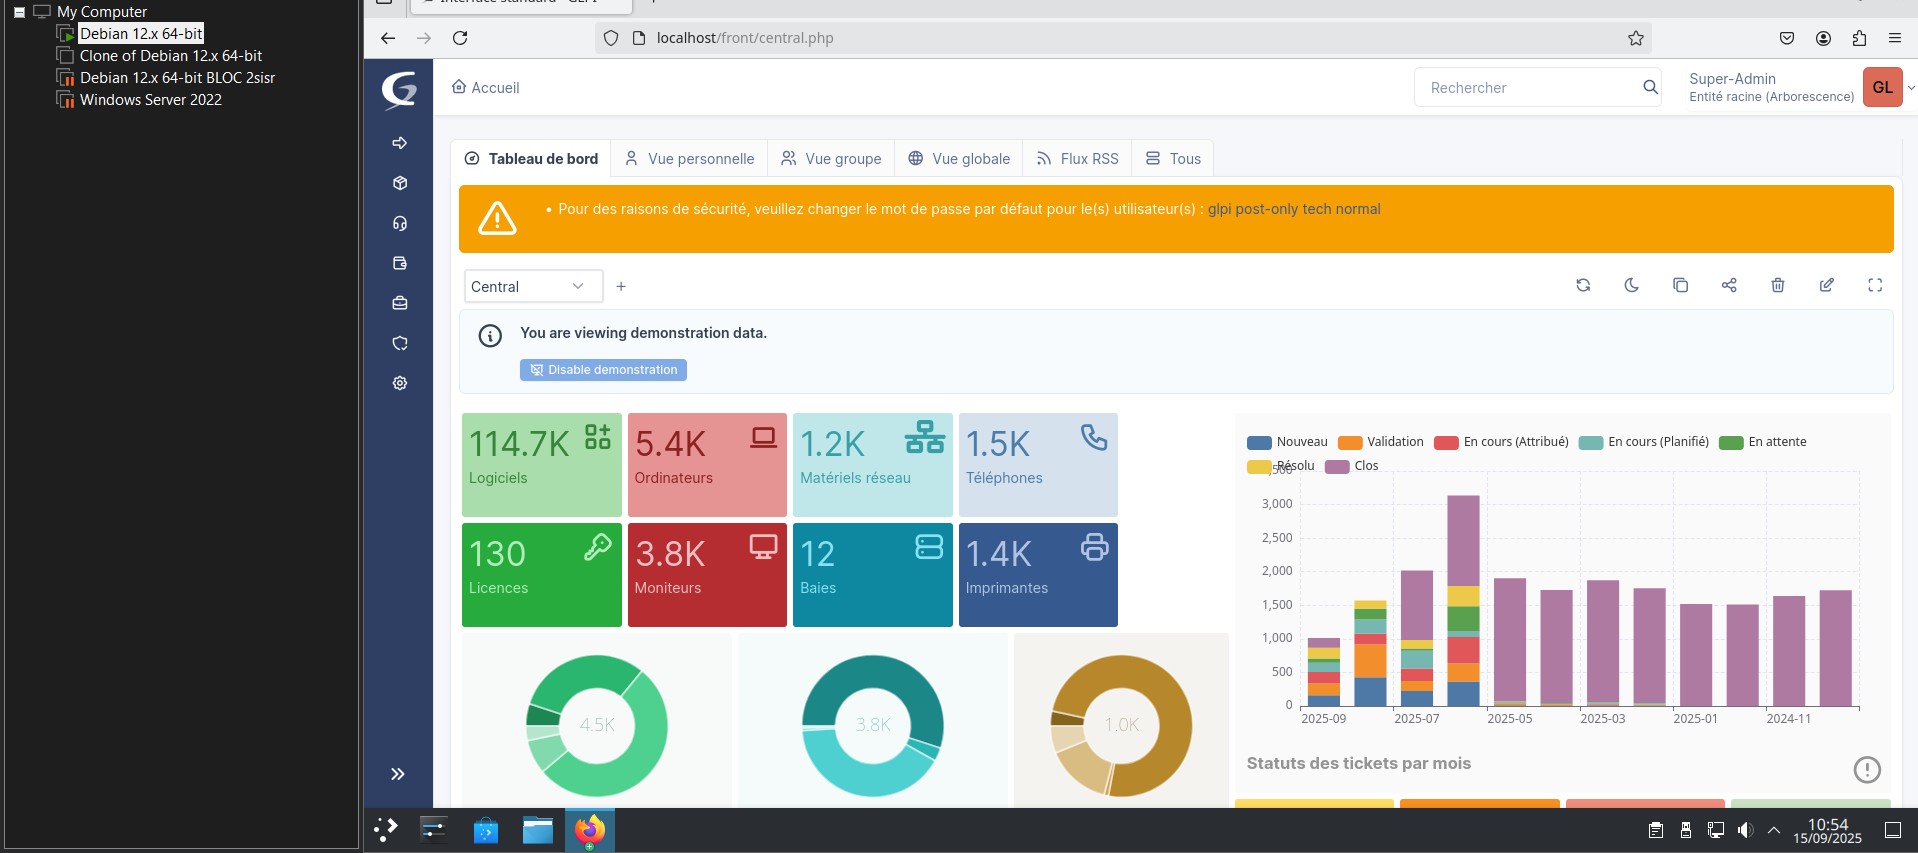 My Computer
Debian 12.x 64-bit
Clone of Debian 12.x 64-bit
Debian 12.x 64-bit BLOC 2sisr
Windows Server 2022
localhost/front/central.php
Accueil
Rechercher
Super-Admin
Entité racine (Arborescence)
GL
Tableau de bord
Vue personnelle
Vue groupe
Vue globale
Flux RSS
Tous
• Pour des raisons de sécurité, veuillez changer le mot de passe par défaut pour le(s) utilisateur(s) : glpi post-only tech normal
Central
You are viewing demonstration data.
Disable demonstration
114.7K
Logiciels
5.4K
Ordinateurs
1.2K
Matériels réseau
1.5K
Téléphones
130
Licences
3.8K
Moniteurs
12
Baies
1.4K
Imprimantes
4.5K
3.8K
1.0K
Nouveau
Validation
En cours (Attribué)
En cours (Planifié)
En attente
Résolu
Clos
3,000
2,500
2,000
1,500
1,000
500
0
2025-09
2025-07
2025-05
2025-03
2025-01
2024-11
Statuts des tickets par mois
10:54
15/09/2025